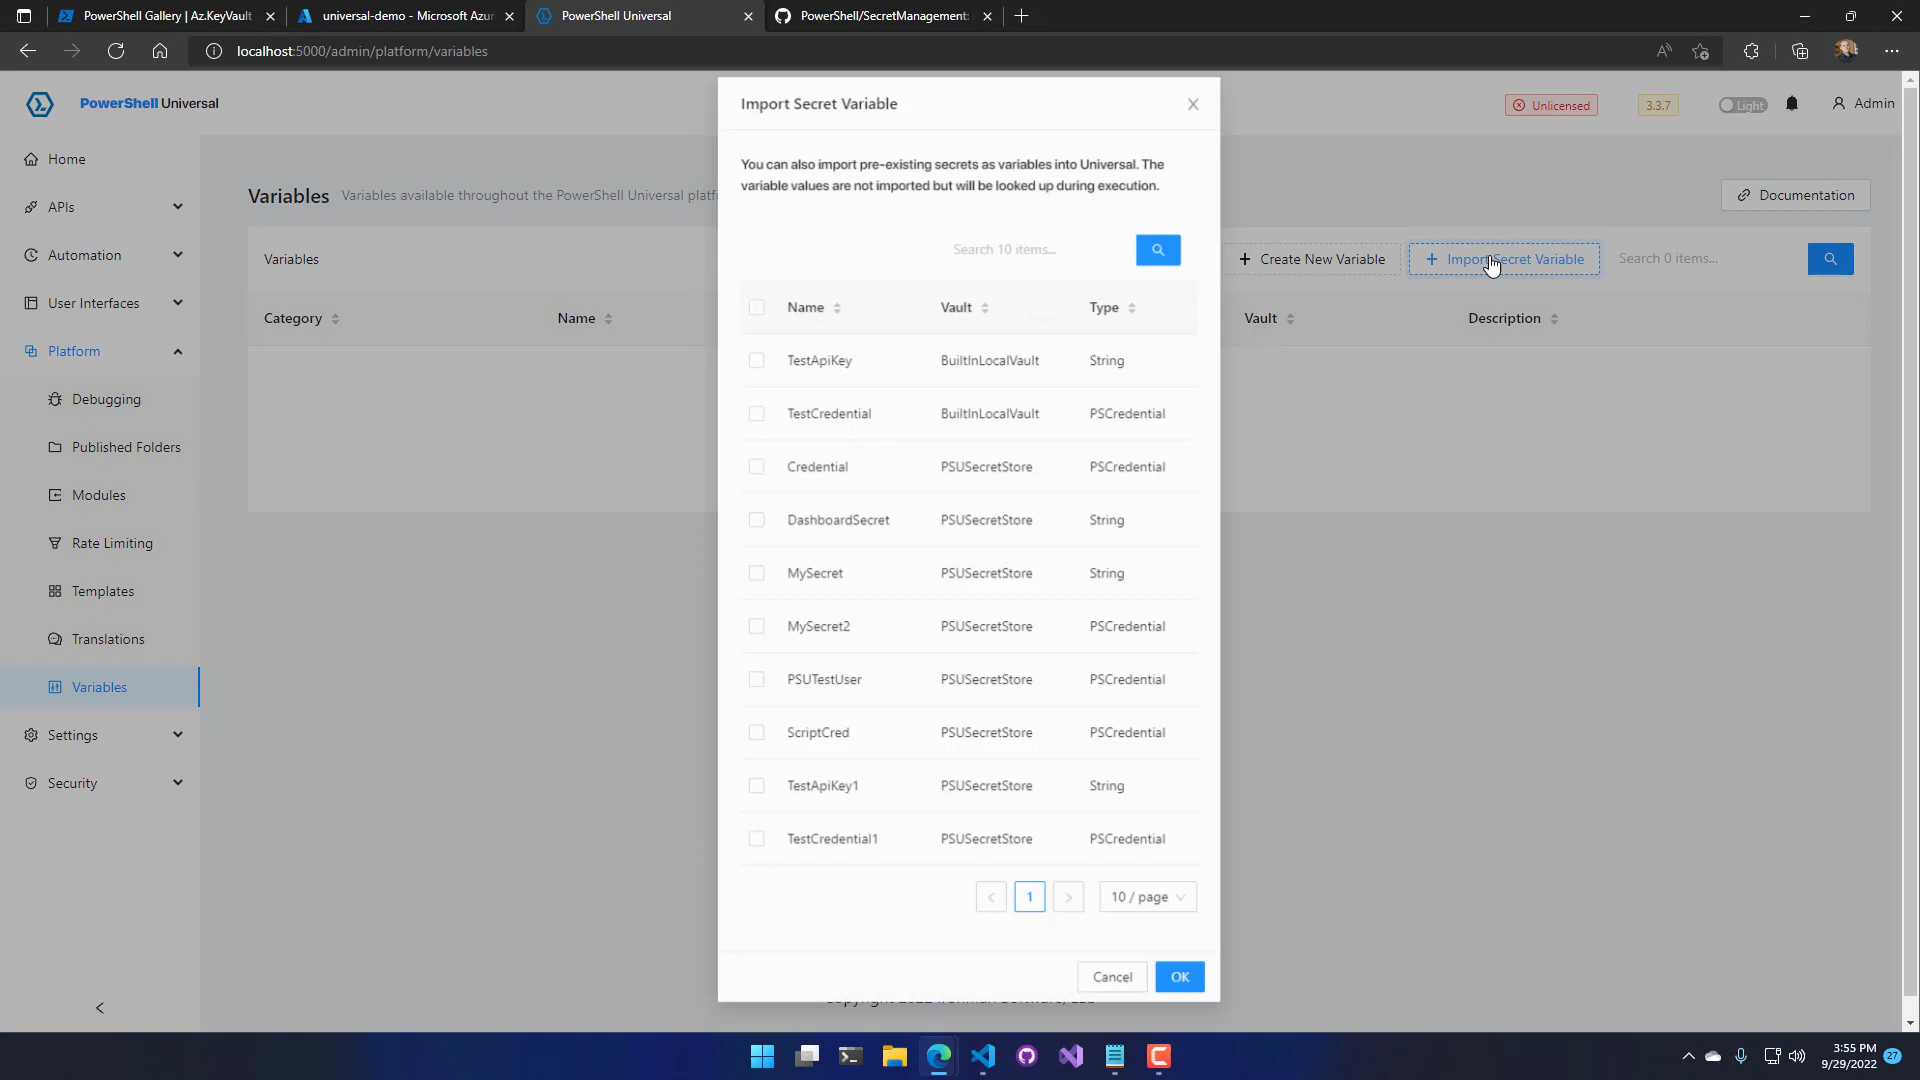 PowerShell Gallery | Az.KeyVault
universal-demo - Microsoft Azur
PowerShell Universal
PowerShell/SecretManagement:
localhost:5000/admin/platform/variables
PowerShell Universal
Unlicensed
3.3.7
Light
Admin
Home
APIs
Automation
User Interfaces
Platform
Debugging
Published Folders
Modules
Rate Limiting
Templates
Translations
Variables
Settings
Security
Variables
Variables available throughout the PowerShell Universal platf
Documentation
Variables
Create New Variable
Import Secret Variable
Search 0 items...
Category
Name
Vault
Description
Import Secret Variable
You can also import pre-existing secrets as variables into Universal. The
variable values are not imported but will be looked up during execution.
Search 10 items...
Name Vault Type
TestApiKey BuiltInLocalVault String
TestCredential BuiltInLocalVault PSCredential
Credential PSUSecretStore PSCredential
DashboardSecret PSUSecretStore String
MySecret PSUSecretStore String
MySecret2 PSUSecretStore PSCredential
PSUTestUser PSUSecretStore PSCredential
ScriptCred PSUSecretStore PSCredential
TestApiKey1 PSUSecretStore String
TestCredential1 PSUSecretStore PSCredential
1
10 / page
Cancel
OK
3:55 PM
9/29/2022
27